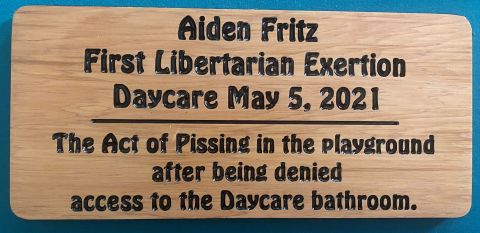 Aiden Fritz
First Libertarian Exertion
Daycare May 5, 2021
The Act of Pissing in the playground
after being denied
access to the Daycare bathroom.